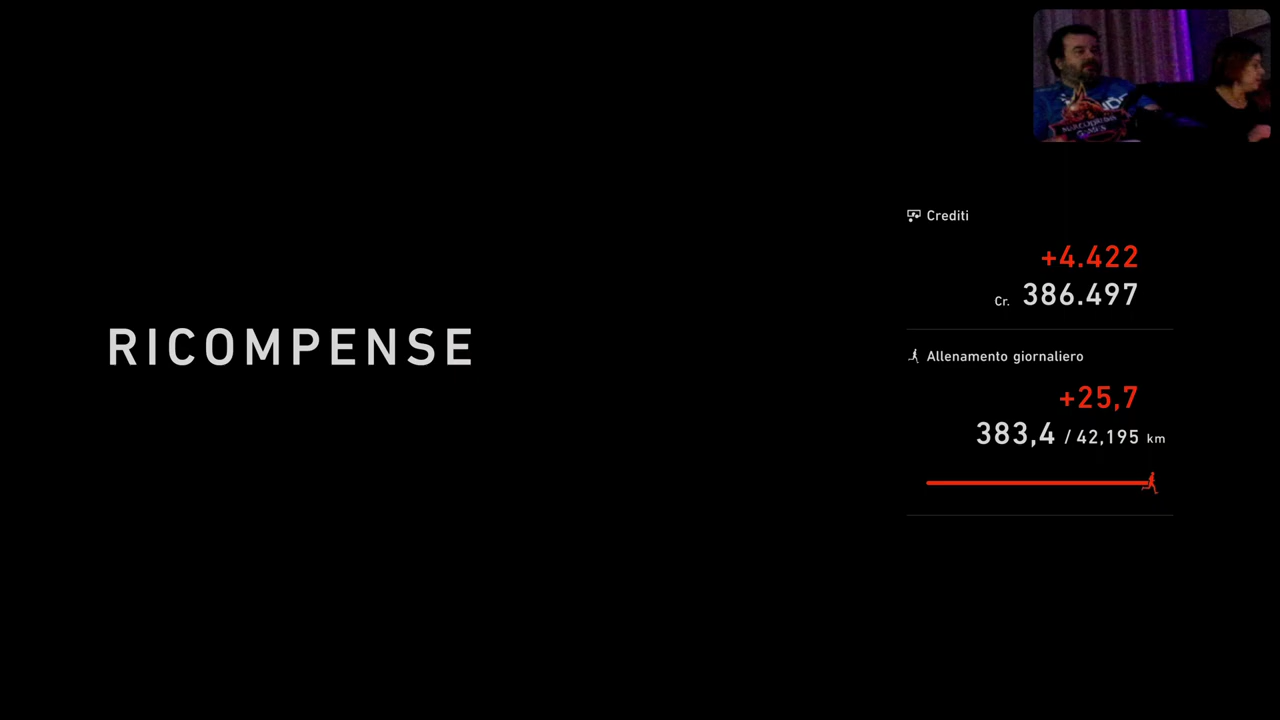 Crediti
+4.422
Cr. 386.497
RICOMPENSE
Allenamento giornaliero
+25,7
383,4 / 42,195 km